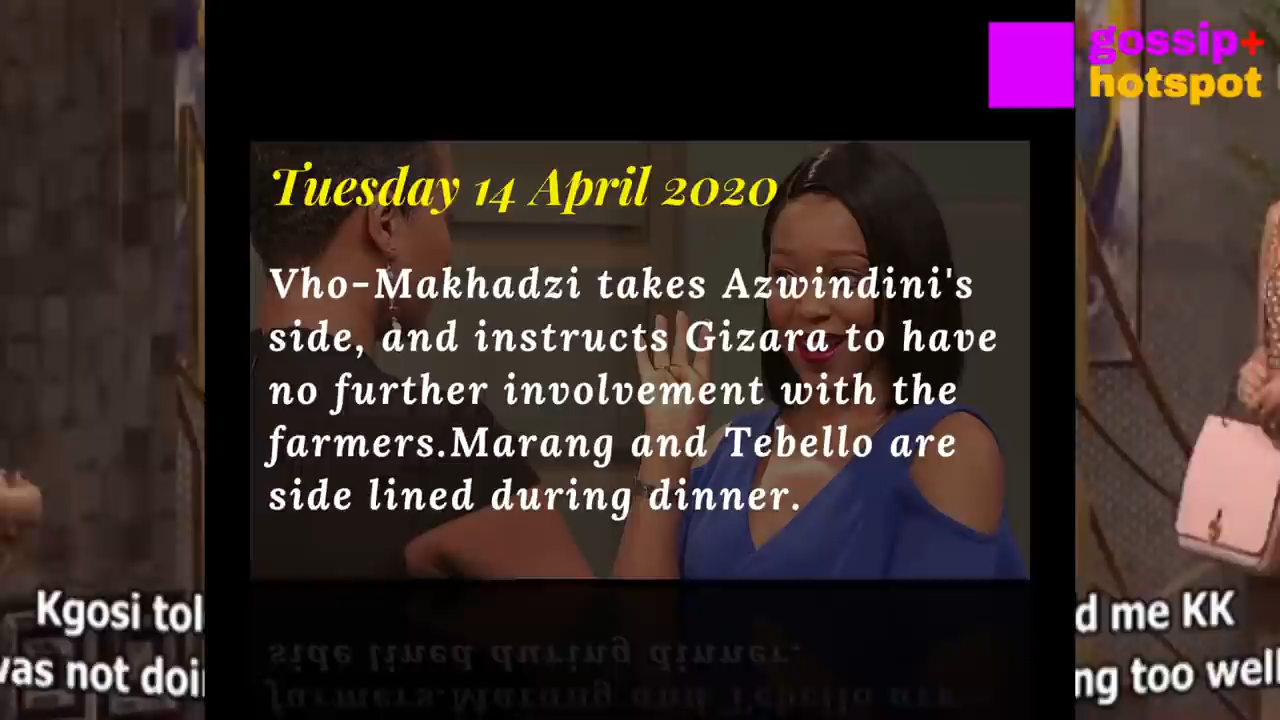 gossip+
hotspot
Tuesday 14 April 2020
Vho-Makhadzi takes Azwindini's
side, and instructs Gizara to have
no further involvement with the
farmers.Marang and Tebello are
side lined during dinner.
Kgosi tol
d me KK
was not doi
ng too well